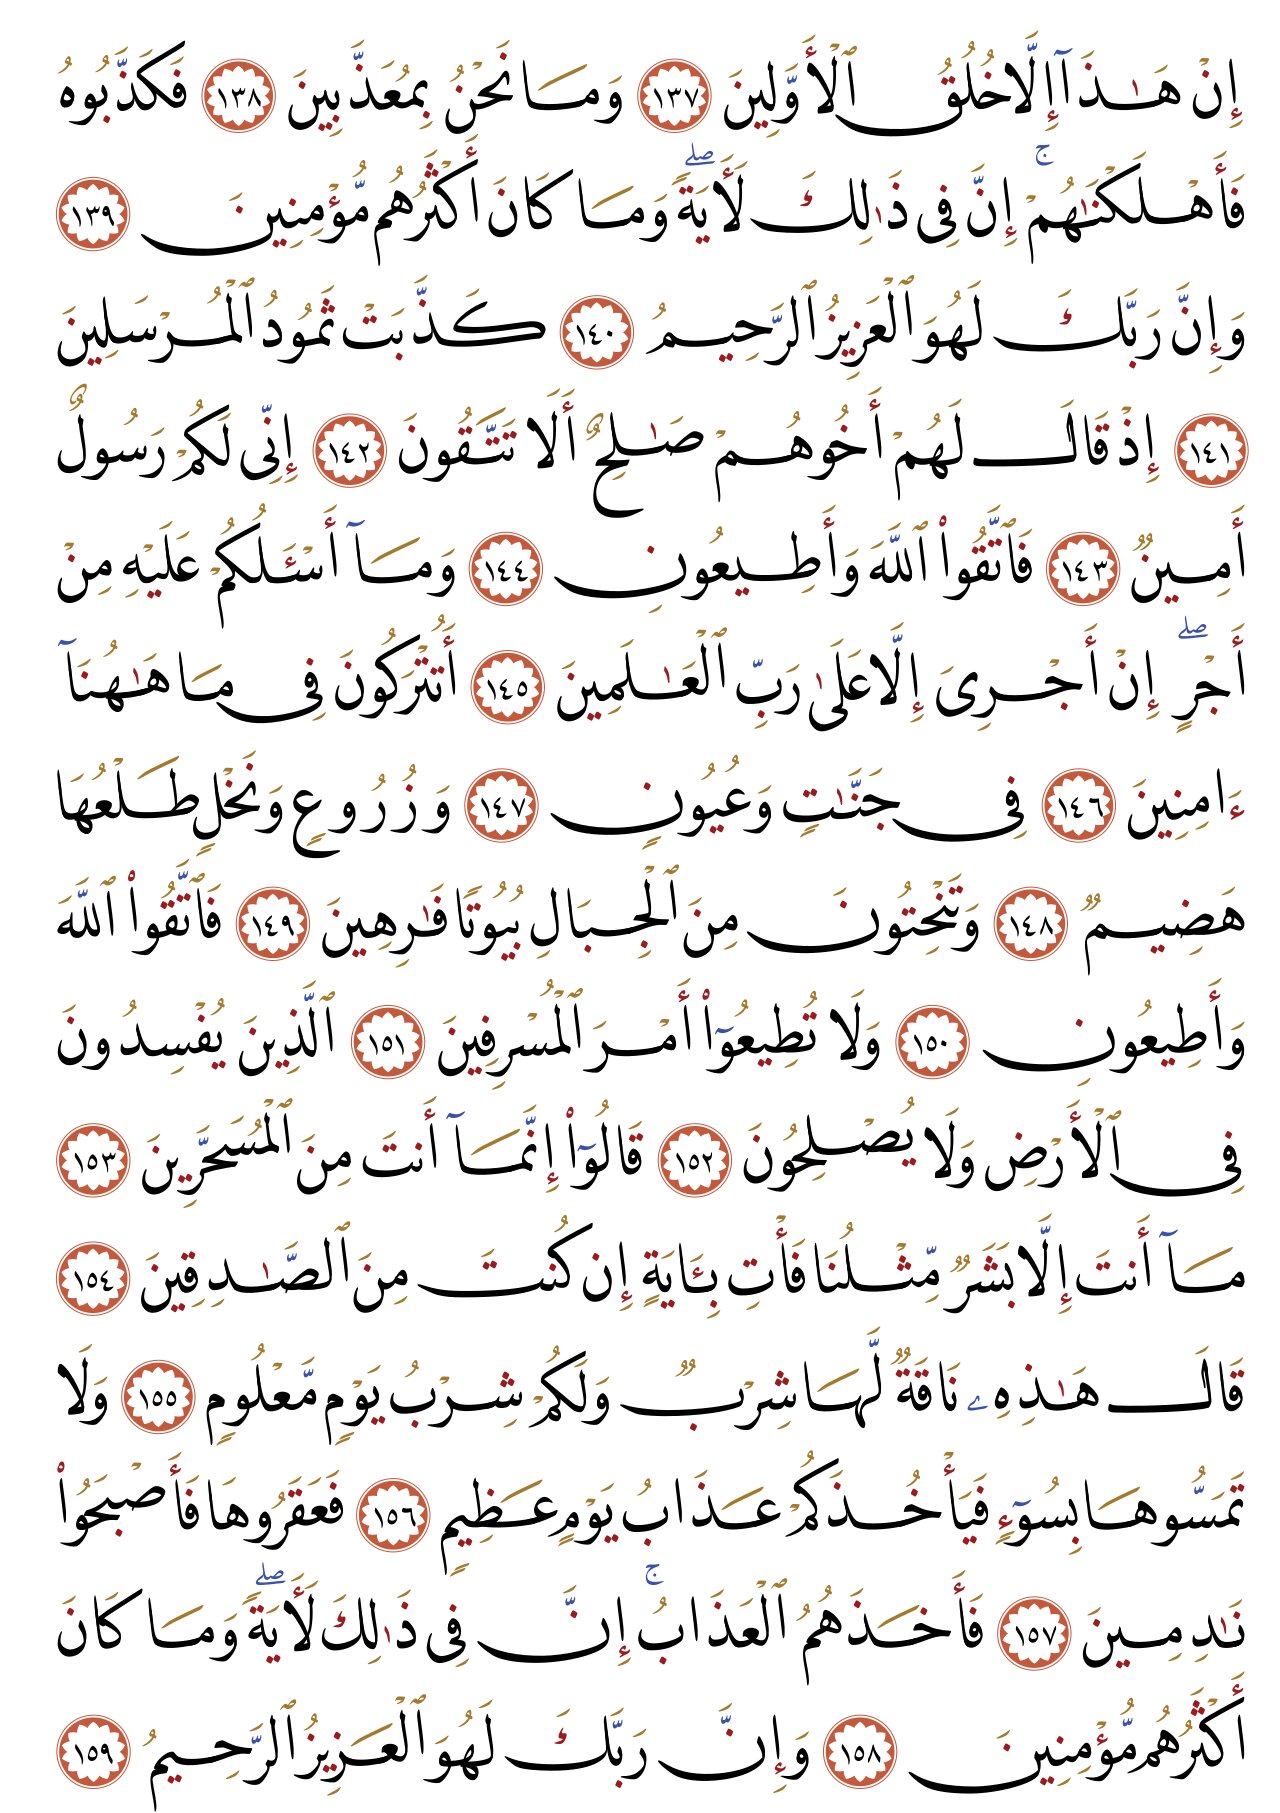 إِنْ هَـٰذَآ إِلَّا خُلُقُ ٱلْأَوَّلِينَ ١٣٧ وَمَا نَحْنُ بِمُعَذَّبِينَ ١٣٨ فَكَذَّبُوهُ
فَأَهْلَكْنَـٰهُمْ ۚ إِنَّ فِى ذَٰلِكَ لَـَٔايَةً ۖ وَمَا كَانَ أَكْثَرُهُم مُّؤْمِنِينَ ١٣٩
وَإِنَّ رَبَّكَ لَهُوَ ٱلْعَزِيزُ ٱلرَّحِيمُ ١٤٠ كَذَّبَتْ ثَمُودُ ٱلْمُرْسَلِينَ
١٤١ إِذْ قَالَ لَهُمْ أَخُوهُمْ صَـٰلِحٌ أَلَا تَتَّقُونَ ١٤٢ إِنِّى لَكُمْ رَسُولٌ
أَمِينٌ ١٤٣ فَٱتَّقُوا۟ ٱللَّهَ وَأَطِيعُونِ ١٤٤ وَمَآ أَسْـَٔلُكُمْ عَلَيْهِ مِنْ
أَجْرٍ ۖ إِنْ أَجْرِىَ إِلَّا عَلَىٰ رَبِّ ٱلْعَـٰلَمِينَ ١٤٥ أَتُتْرَكُونَ فِى مَا هَـٰهُنَآ
ءَامِنِينَ ١٤٦ فِى جَنَّـٰتٍ وَعُيُونٍ ١٤٧ وَزُرُوعٍ وَنَخْلٍ طَلْعُهَا
هَضِيمٌ ١٤٨ وَتَنْحِتُونَ مِنَ ٱلْجِبَالِ بُيُوتًا فَـٰرِهِينَ ١٤٩ فَٱتَّقُوا۟ ٱللَّهَ
وَأَطِيعُونِ ١٥٠ وَلَا تُطِيعُوٓا۟ أَمْرَ ٱلْمُسْرِفِينَ ١٥١ ٱلَّذِينَ يُفْسِدُونَ
فِى ٱلْأَرْضِ وَلَا يُصْلِحُونَ ١٥٢ قَالُوٓا۟ إِنَّمَآ أَنتَ مِنَ ٱلْمُسَحَّرِينَ ١٥٣
مَآ أَنتَ إِلَّا بَشَرٌ مِّثْلُنَا فَأْتِ بِـَٔايَةٍ إِن كُنتَ مِنَ ٱلصَّـٰدِقِينَ ١٥٤
قَالَ هَـٰذِهِۦ نَاقَةٌ لَّهَا شِرْبٌ وَلَكُمْ شِرْبُ يَوْمٍ مَّعْلُومٍ ١٥٥ وَلَا
تَمَسُّوهَا بِسُوٓءٍ فَيَأْخُذَكُمْ عَذَابُ يَوْمٍ عَظِيمٍ ١٥٦ فَعَقَرُوهَا فَأَصْبَحُوا۟
نَـٰدِمِينَ ١٥٧ فَأَخَذَهُمُ ٱلْعَذَابُ ۚ إِنَّ فِى ذَٰلِكَ لَـَٔايَةً ۖ وَمَا كَانَ
أَكْثَرُهُم مُّؤْمِنِينَ ١٥٨ وَإِنَّ رَبَّكَ لَهُوَ ٱلْعَزِيزُ ٱلرَّحِيمُ ١٥٩